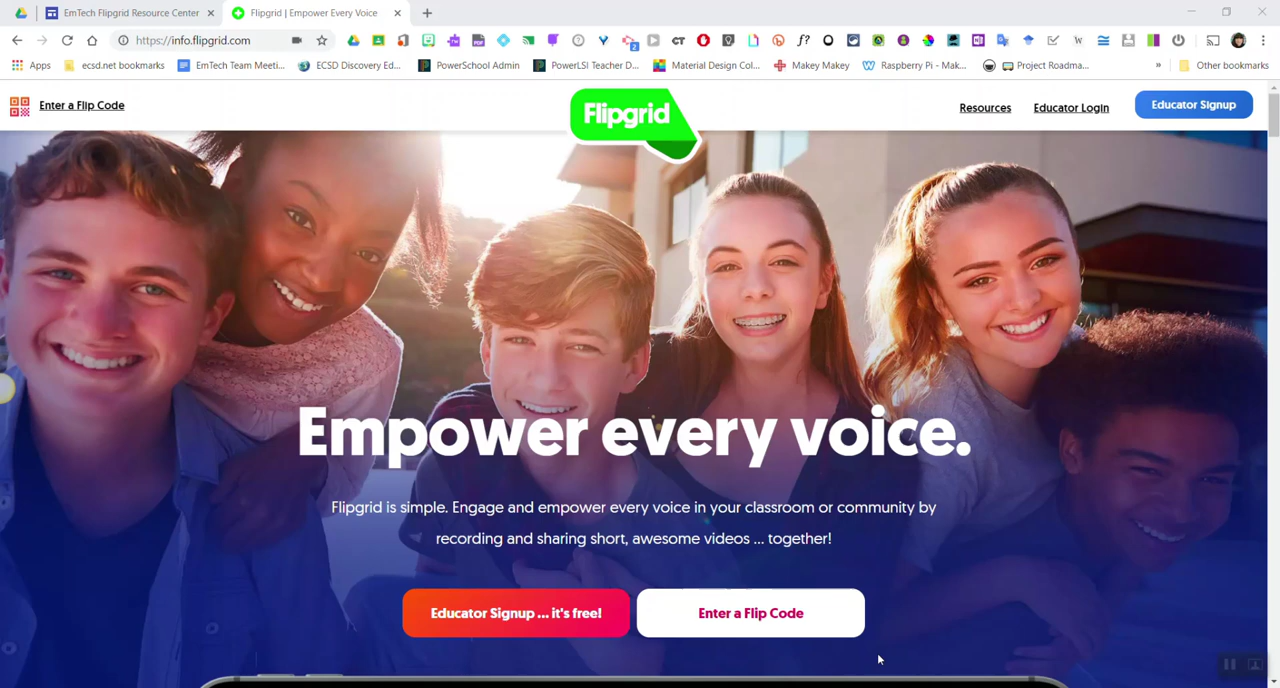 EmTech Flipgrid Resource Center
Flipgrid | Empower Every Voice
https://info.flipgrid.com
2
CT
f?
W
Apps
ecsd.net bookmarks
EmTech Team Meeti...
ECSD Discovery Ed...
PowerSchool Admin
PowerLSI Teacher D...
Material Design Col...
Makey Makey
Raspberry Pi - Mak...
Project Roadma...
»
Other bookmarks
Enter a Flip Code
Flipgrid
Resources
Educator Login
Educator Signup
Empower every voice.
Flipgrid is simple. Engage and empower every voice in your classroom or community by
recording and sharing short, awesome videos ... together!
Educator Signup ... it's free!
Enter a Flip Code